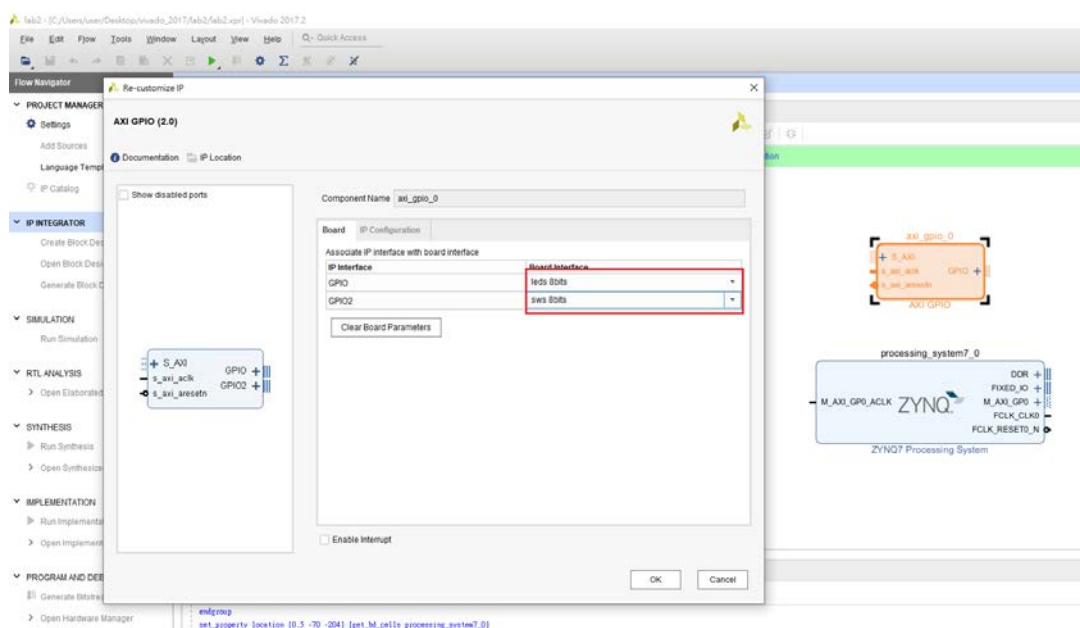 lab2 - [C:/Users/user/Desktop/vivado_2017/lab2/lab2.xpr] - Vivado 2017.2
File Edit Flow Tools Window Layout View Help Q- Quick Access
Flow Navigator
PROJECT MANAGER
Settings
Add Sources
Language Templ
IP Catalog
IP INTEGRATOR
Create Block Des
Open Block Desi
Generate Block D
SIMULATION
Run Simulation
RTL ANALYSIS
Open Elaborated
SYNTHESIS
Run Synthesis
Open Synthesize
IMPLEMENTATION
Run Implementa
Open Implement
PROGRAM AND DEB
Generate Bitstrea
Open Hardware Manager
Re-customize IP
AXI GPIO (2.0)
Documentation IP Location
Show disabled ports
S_AXI
s_axi_aclk
s_axi_aresetn
GPIO
GPIO2
Component Name axi_gpio_0
Board IP Configuration
Associate IP interface with board interface
IP Interface Board Interface
GPIO leds 8bits
GPIO2 sws 8bits
Clear Board Parameters
Enable Interrupt
OK Cancel
tion
axi_gpio_0
S_AXI
s_axi_aclk
s_axi_aresetn
GPIO
AXI GPIO
processing_system7_0
M_AXI_GP0_ACLK
ZYNQ
DDR
FIXED_IO
M_AXI_GP0
FCLK_CLK0
FCLK_RESET0_N
ZYNQ7 Processing System
endgroup
set_property location {0.5 -70 -204} [get_bd_cells processing_system7_0]